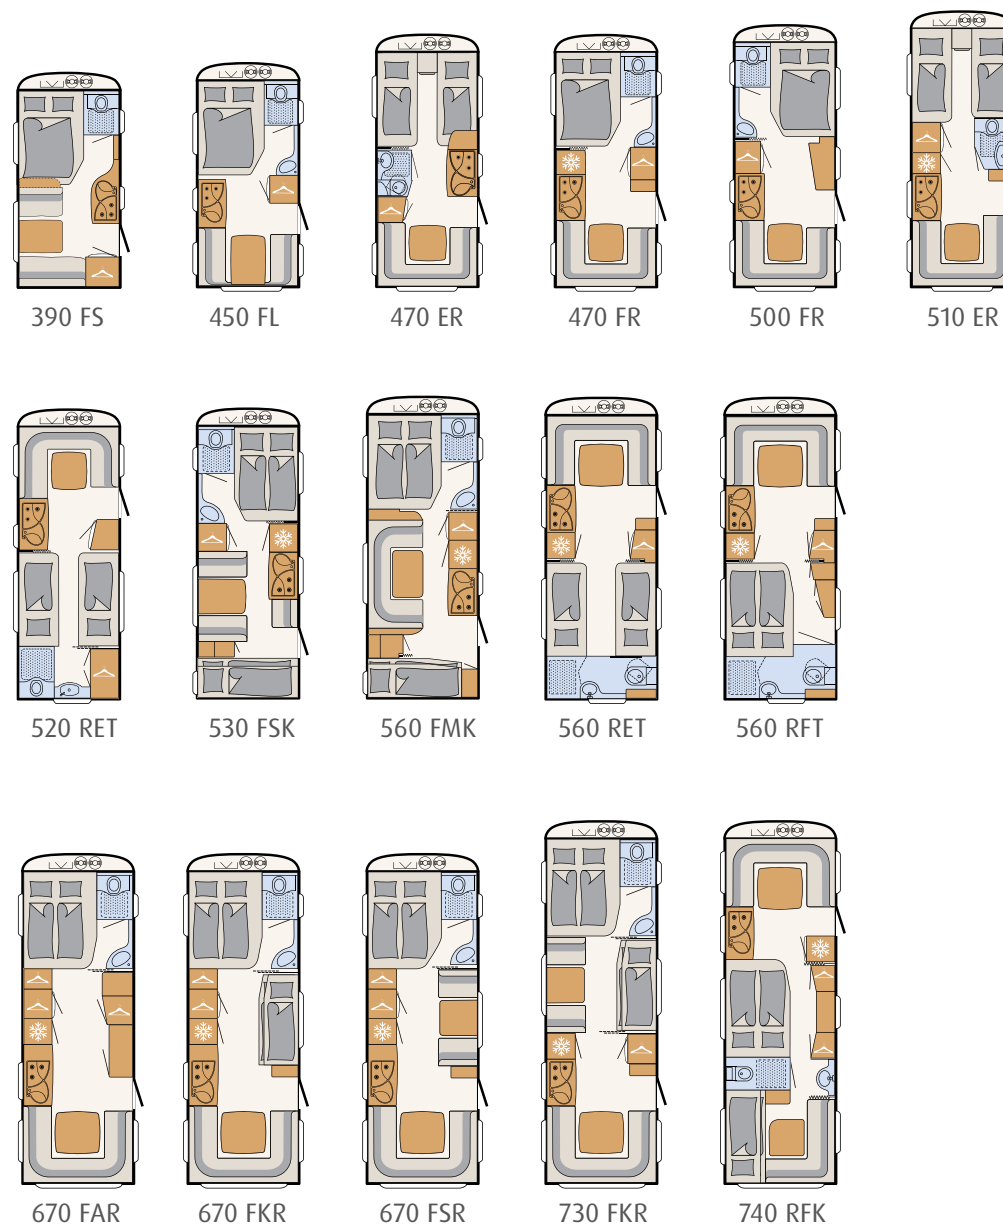 390 FS 450 FL 470 ER 470 FR 500 FR 510 ER
520 RET 530 FSK 560 FMK 560 RET 560 RFT
670 FAR 670 FKR 670 FSR 730 FKR 740 RFK